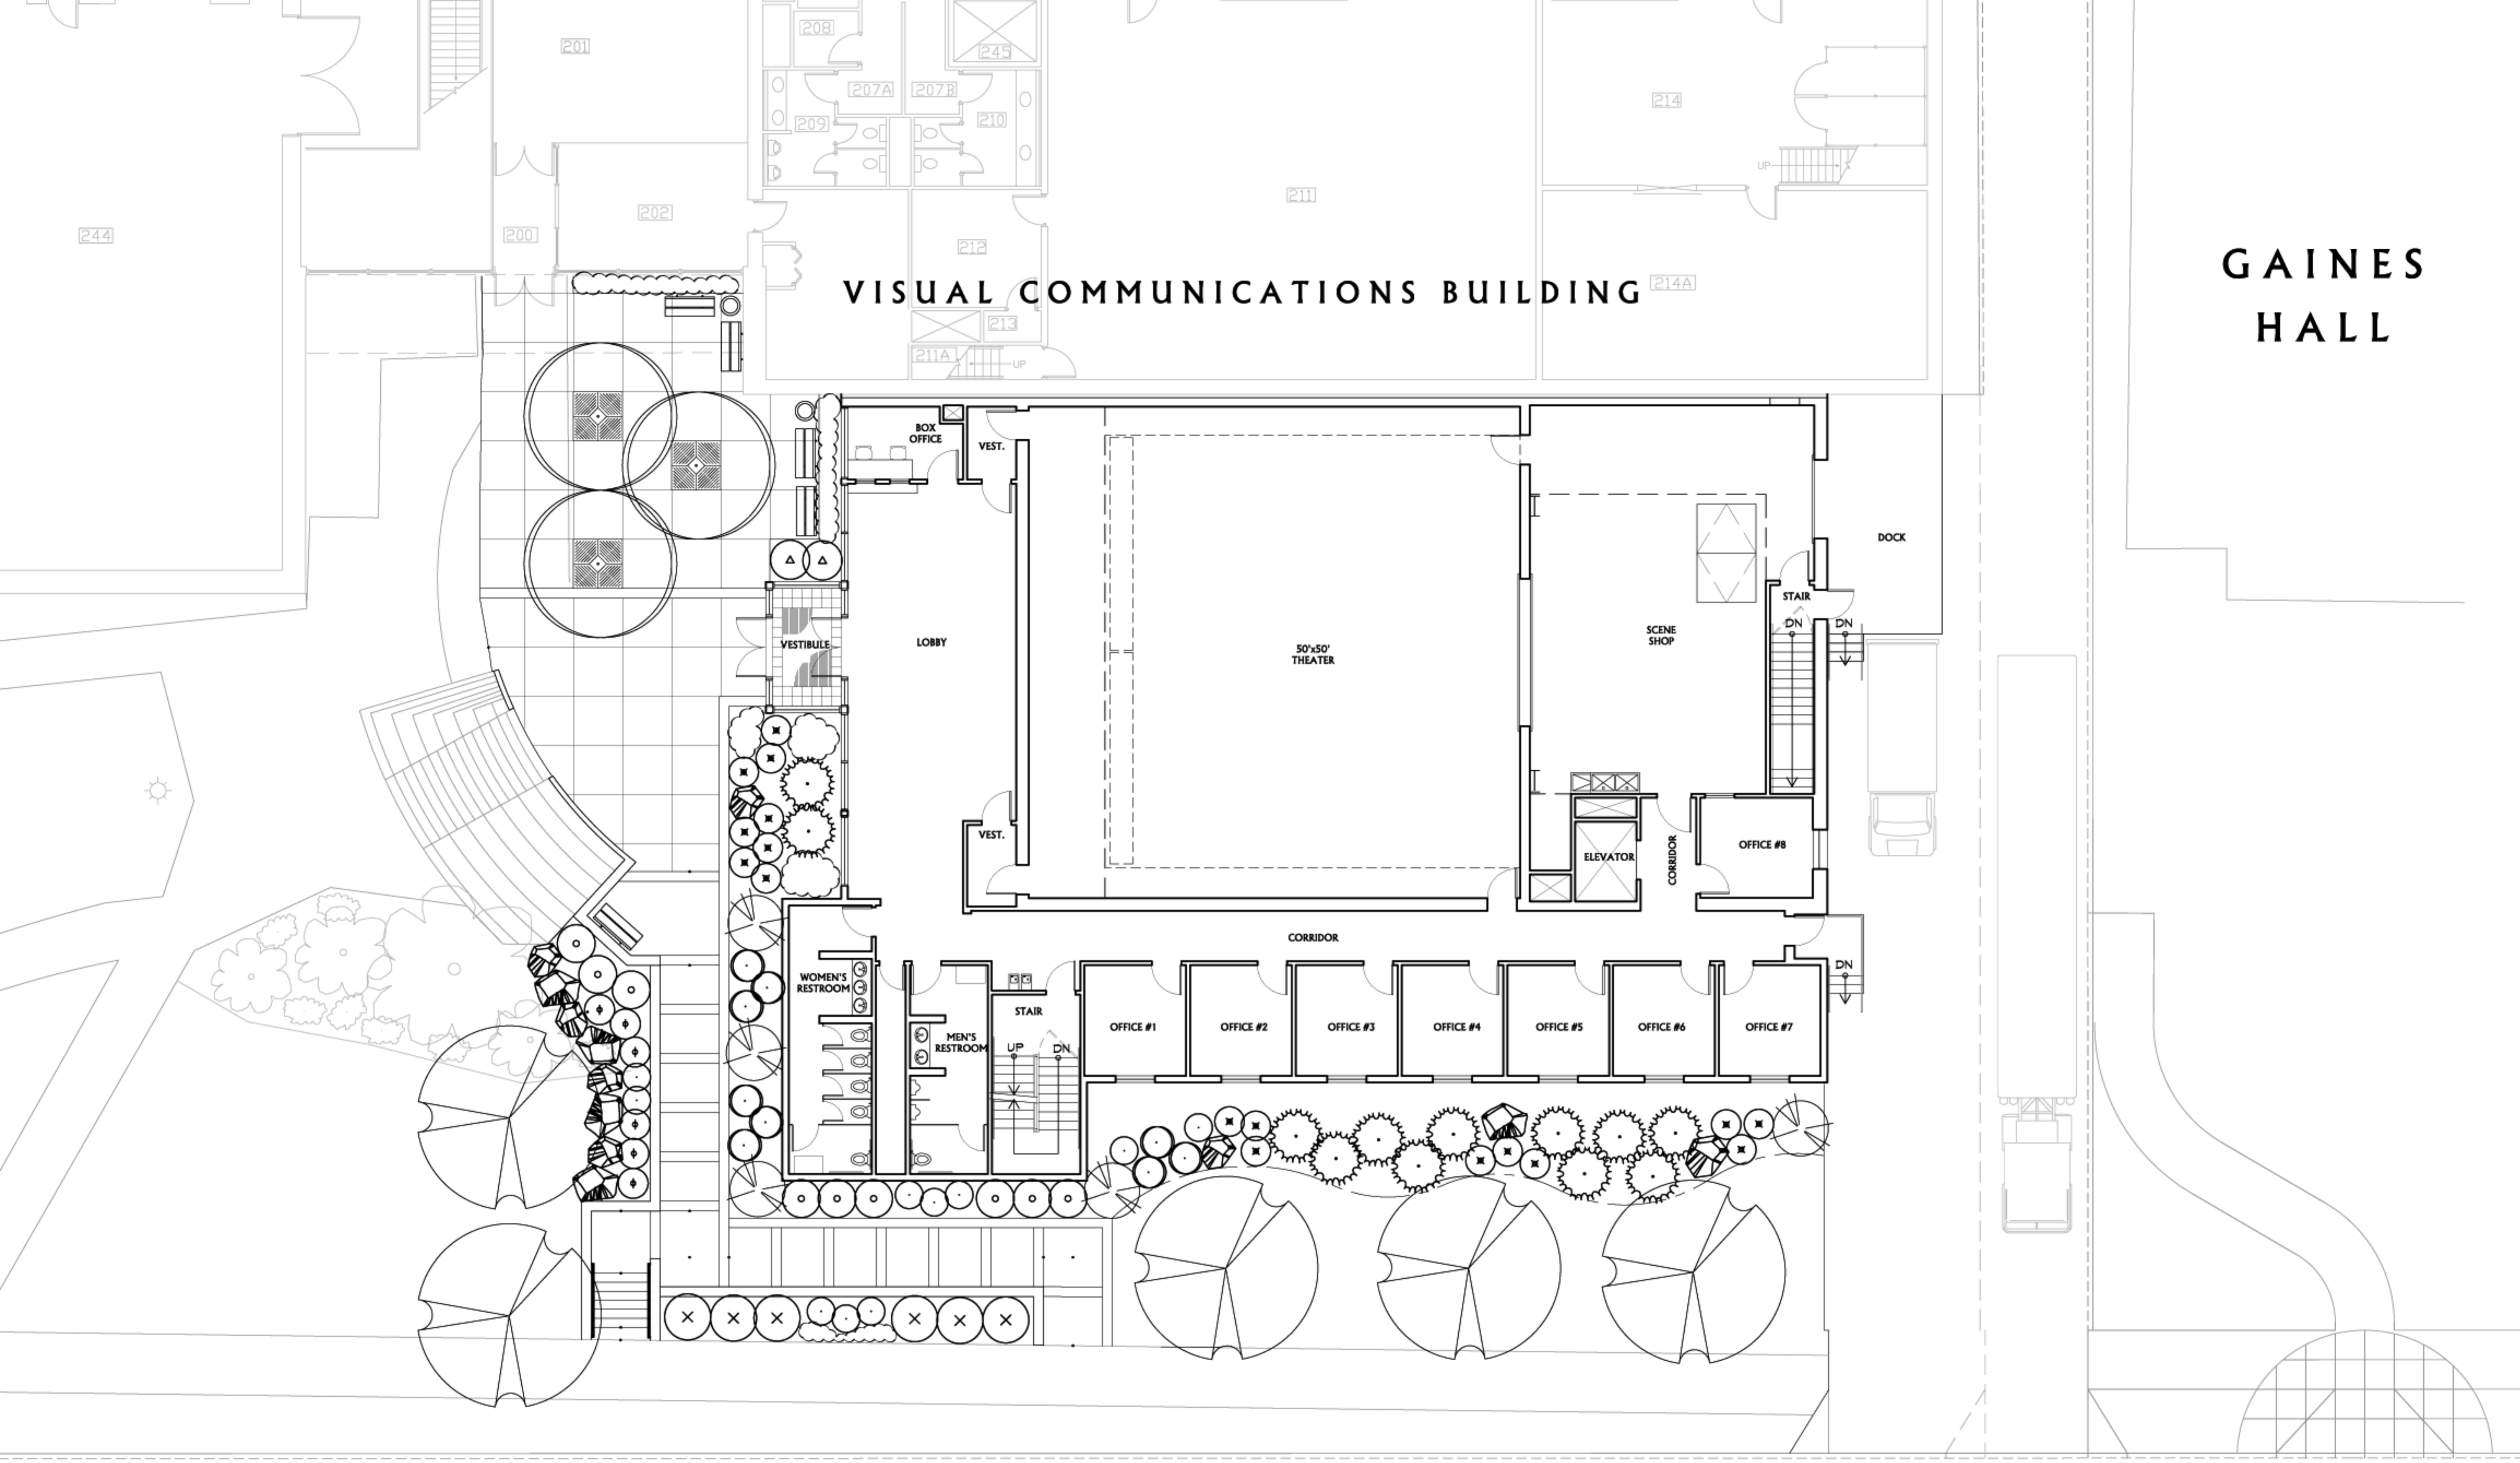 208
201
245
207A
207B
214
209
210
UP
211
202
200
244
212
GAINES
HALL
VISUAL COMMUNICATIONS BUILDING
214A
213
211A
UP
BOX
OFFICE
VEST.
DOCK
STAIR
DN
DN
VESTIBULE
LOBBY
50'x50'
THEATER
SCENE
SHOP
VEST.
ELEVATOR
CORRIDOR
OFFICE #8
CORRIDOR
DN
WOMEN'S
RESTROOM
STAIR
OFFICE #1
OFFICE #2
OFFICE #3
OFFICE #4
OFFICE #5
OFFICE #6
OFFICE #7
MEN'S
RESTROOM
UP
DN